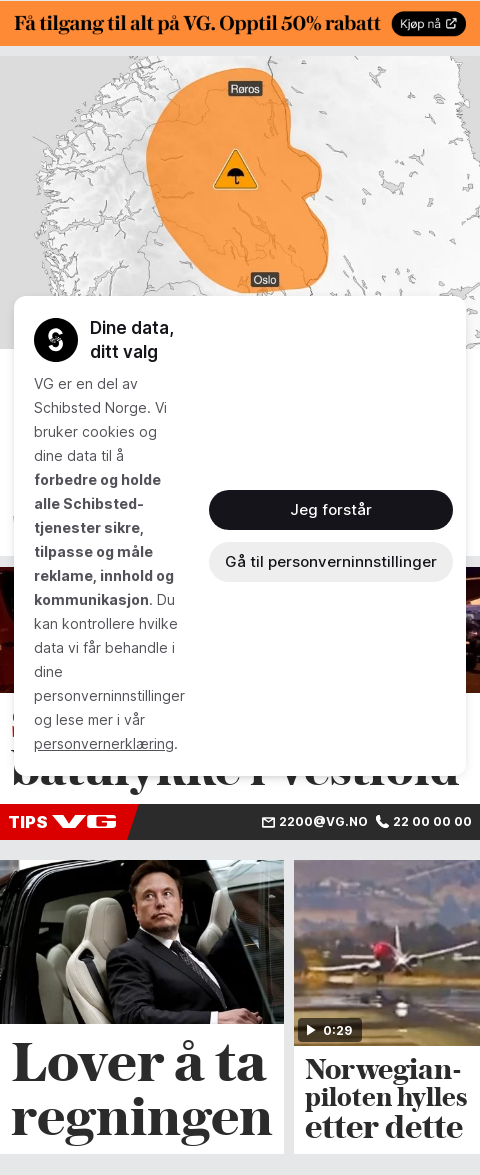 Få tilgang til alt på VG. Opptil 50% rabatt
Kjøp nå
Røros
Oslo
Dine data,
ditt valg
VG er en del av
Schibsted Norge. Vi
bruker cookies og
dine data til å
forbedre og holde
alle Schibsted-
tjenester sikre,
tilpasse og måle
reklame, innhold og
kommunikasjon. Du
kan kontrollere hvilke
data vi får behandle i
dine
personverninnstillinger
og lese mer i vår
personvernerklæring.
Jeg forstår
Gå til personverninnstillinger
båtulykke i Vestfold
TIPS VG
2200@VG.NO 22 00 00 00
0:29
Lover å ta
regningen
Norwegian-
piloten hylles
etter dette